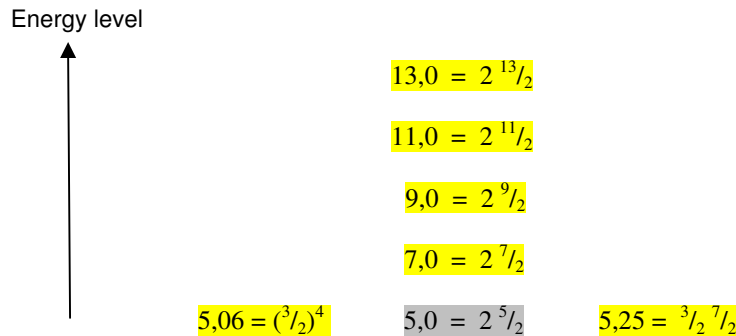 Energy level
13,0 = 2 ¹³/₂
11,0 = 2 ¹¹/₂
9,0 = 2 ⁹/₂
7,0 = 2 ⁷/₂
5,06 = (³/₂)⁴ 5,0 = 2 ⁵/₂ 5,25 = ³/₂ ⁷/₂